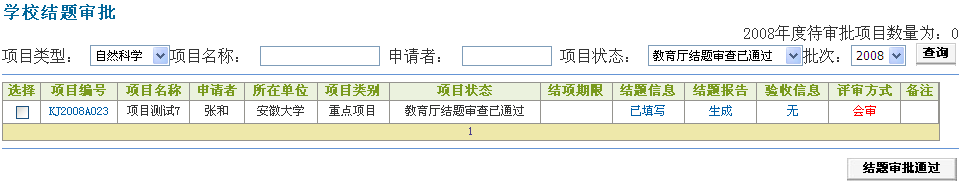 学校结题审批
2008年度待审批项目数量为：0
项目类型： 自然科学 项目名称： 申请者： 项目状态： 教育厅结题审查已通过 批次： 2008 查询
选择 项目编号 项目名称 申请者 所在单位 项目类别 项目状态 结项期限 结题信息 结题报告 验收信息 评审方式 备注
KJ2008A023 项目测试7 张和 安徽大学 重点项目 教育厅结题审查已通过 已填写 生成 无 会审
1
结题审批通过